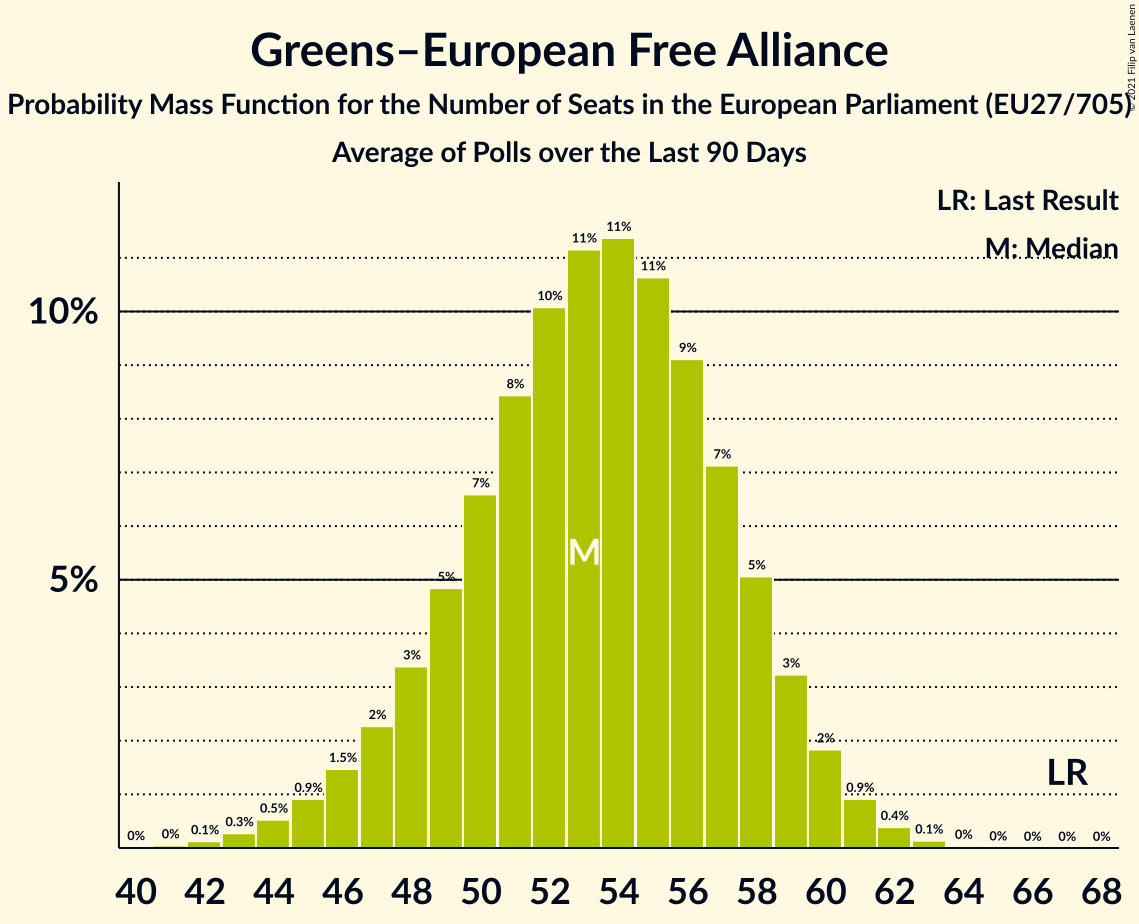 Greens–European Free Alliance
Probability Mass Function for the Number of Seats in the European Parliament (EU27/705)
Average of Polls over the Last 90 Days
© 2021 Filip van Laenen
LR: Last Result
M: Median
10%
5%
0% 0% 0.1% 0.3% 0.5% 0.9% 1.5% 2% 3% 5% 7% 8% 10% 11% 11% 11% 9% 7% 5% 3% 2% 0.9% 0.4% 0.1% 0% 0% 0% 0% 0%
M
LR
40 42 44 46 48 50 52 54 56 58 60 62 64 66 68